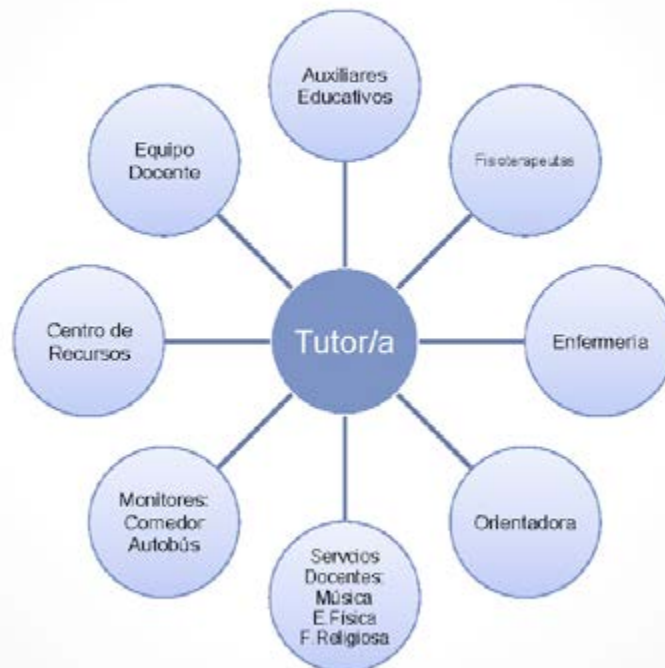 Auxiliares
Educativos
Fisioterapeutas
Enfermería
Orientadora
Servcios
Docentes:
Música
E.Física
F.Religiosa
Monitores:
Comedor
Autobús
Centro de
Recursos
Equipo
Docente
Tutor/a